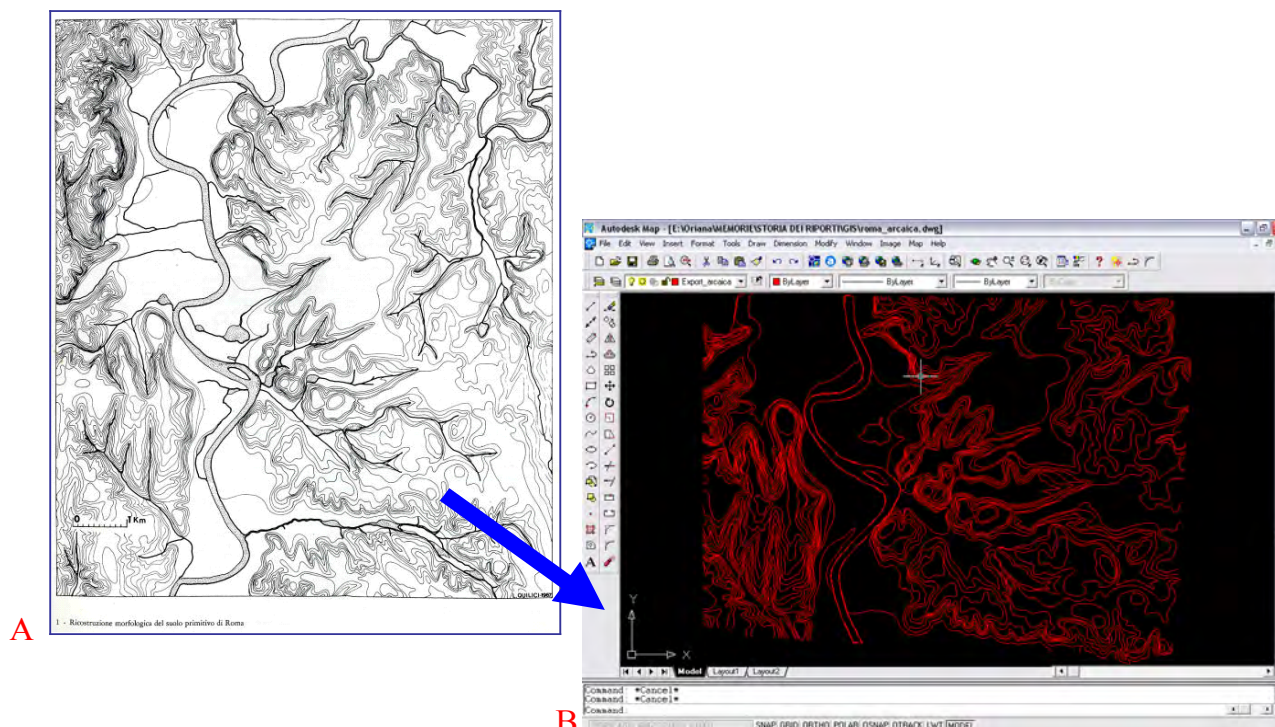 0 1 Km
QUILICI-1967
1 - Ricostruzione morfologica del suolo primitivo di Roma
A
Autodesk Map - [E:\Oriana\MEMORIE\STORIA DEI RIPORTI\GIS\roma_arcaica.dwg]
File Edit View Insert Format Tools Draw Dimension Modify Window Image Map Help
Export_arcaica ByLayer ByLayer ByLayer ByColor
A
Y
X
Model Layout1 Layout2
Command: *Cancel*
Command: *Cancel*
Command:
SNAP GRID ORTHO POLAR OSNAP OTRACK LWT MODEL
B